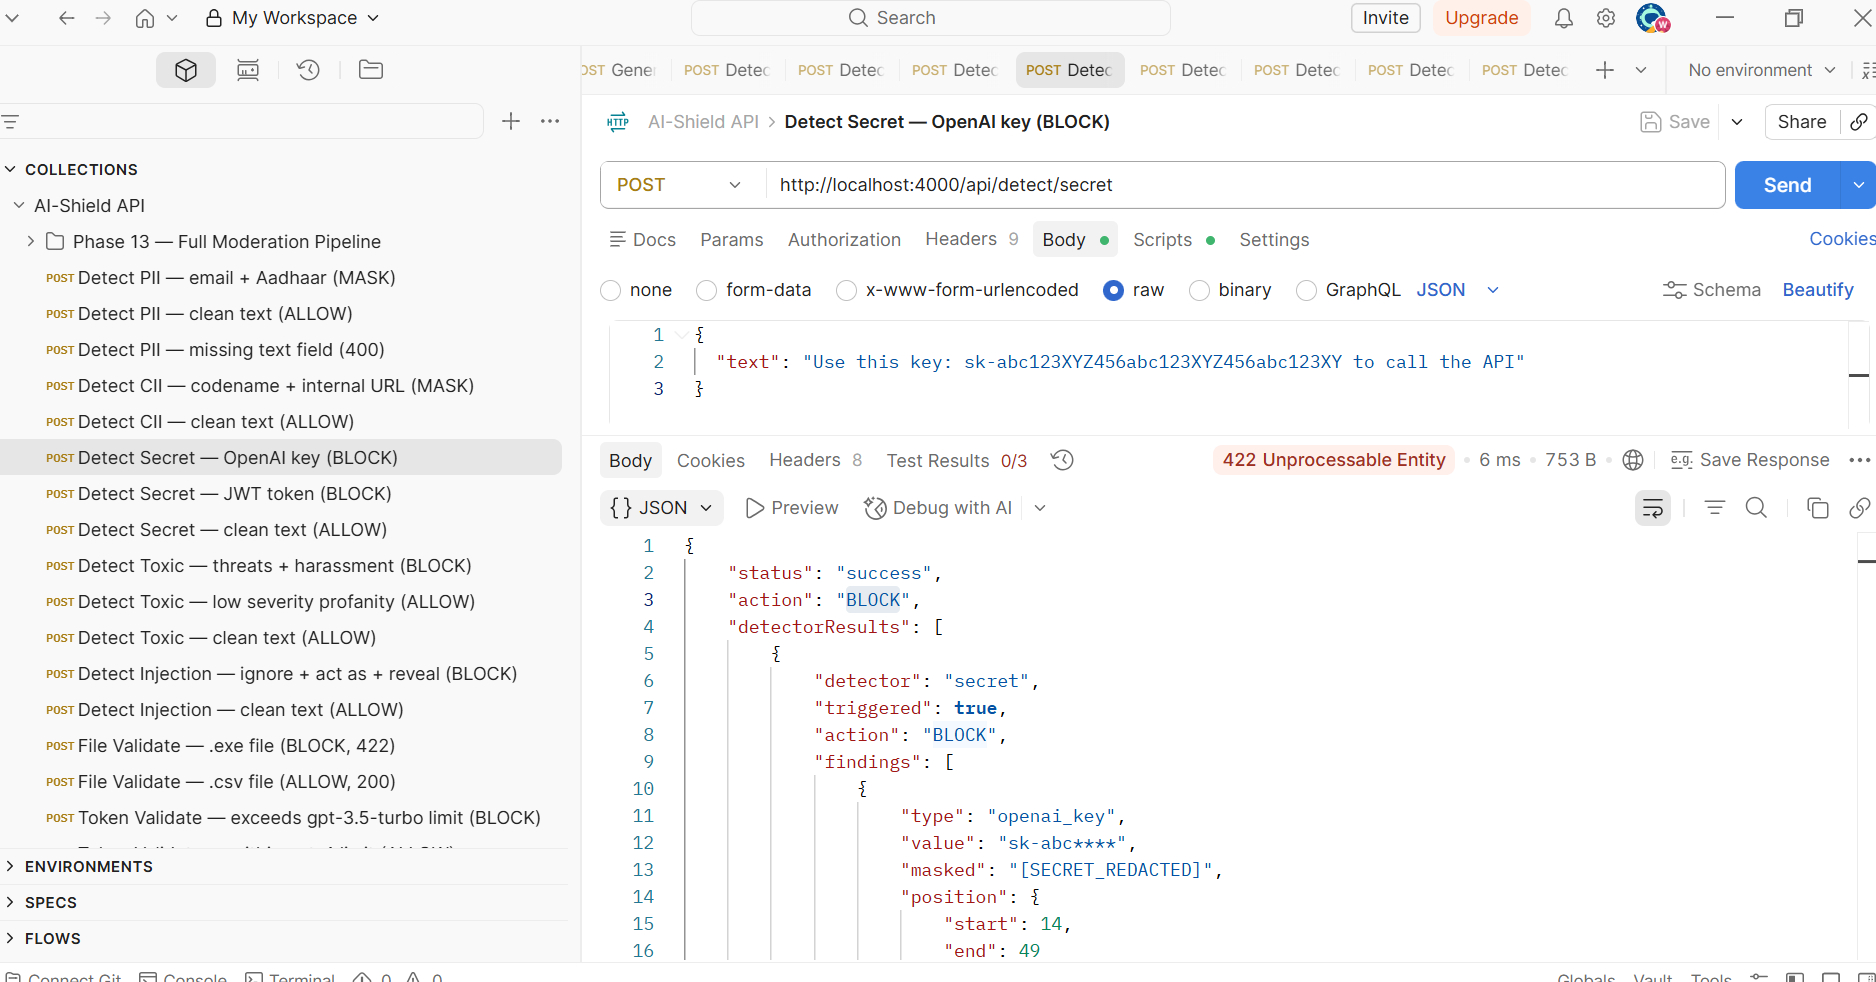 My Workspace
Search
Invite
Upgrade
W
POST Detec
POST Detec
POST Detec
POST Detec
POST Detec
POST Detec
POST Detec
POST Detec
No environment
HTTP AI-Shield API > Detect Secret — OpenAI key (BLOCK)
Save
Share
COLLECTIONS
AI-Shield API
Phase 13 — Full Moderation Pipeline
POST Detect PII — email + Aadhaar (MASK)
POST Detect PII — clean text (ALLOW)
POST Detect PII — missing text field (400)
POST Detect CII — codename + internal URL (MASK)
POST Detect CII — clean text (ALLOW)
POST Detect Secret — OpenAI key (BLOCK)
POST Detect Secret — JWT token (BLOCK)
POST Detect Secret — clean text (ALLOW)
POST Detect Toxic — threats + harassment (BLOCK)
POST Detect Toxic — low severity profanity (ALLOW)
POST Detect Toxic — clean text (ALLOW)
POST Detect Injection — ignore + act as + reveal (BLOCK)
POST Detect Injection — clean text (ALLOW)
POST File Validate — .exe file (BLOCK, 422)
POST File Validate — .csv file (ALLOW, 200)
POST Token Validate — exceeds gpt-3.5-turbo limit (BLOCK)
ENVIRONMENTS
SPECS
FLOWS
POST http://localhost:4000/api/detect/secret Send
Docs Params Authorization Headers 9 Body Scripts Settings Cookies
none form-data x-www-form-urlencoded raw binary GraphQL JSON Schema Beautify
1 {
2 "text": "Use this key: sk-abc123XYZ456abc123XYZ456abc123XY to call the API"
3 }
Body Cookies Headers 8 Test Results 0/3 422 Unprocessable Entity 6 ms 753 B e.g. Save Response
{} JSON Preview Debug with AI
1 {
2 "status": "success",
3 "action": "BLOCK",
4 "detectorResults": [
5 {
6 "detector": "secret",
7 "triggered": true,
8 "action": "BLOCK",
9 "findings": [
10 {
11 "type": "openai_key",
12 "value": "sk-abc****",
13 "masked": "[SECRET_REDACTED]",
14 "position": {
15 "start": 14,
16 "end": 49
Connect Git Console Terminal 0 0
Globals Vault Tools